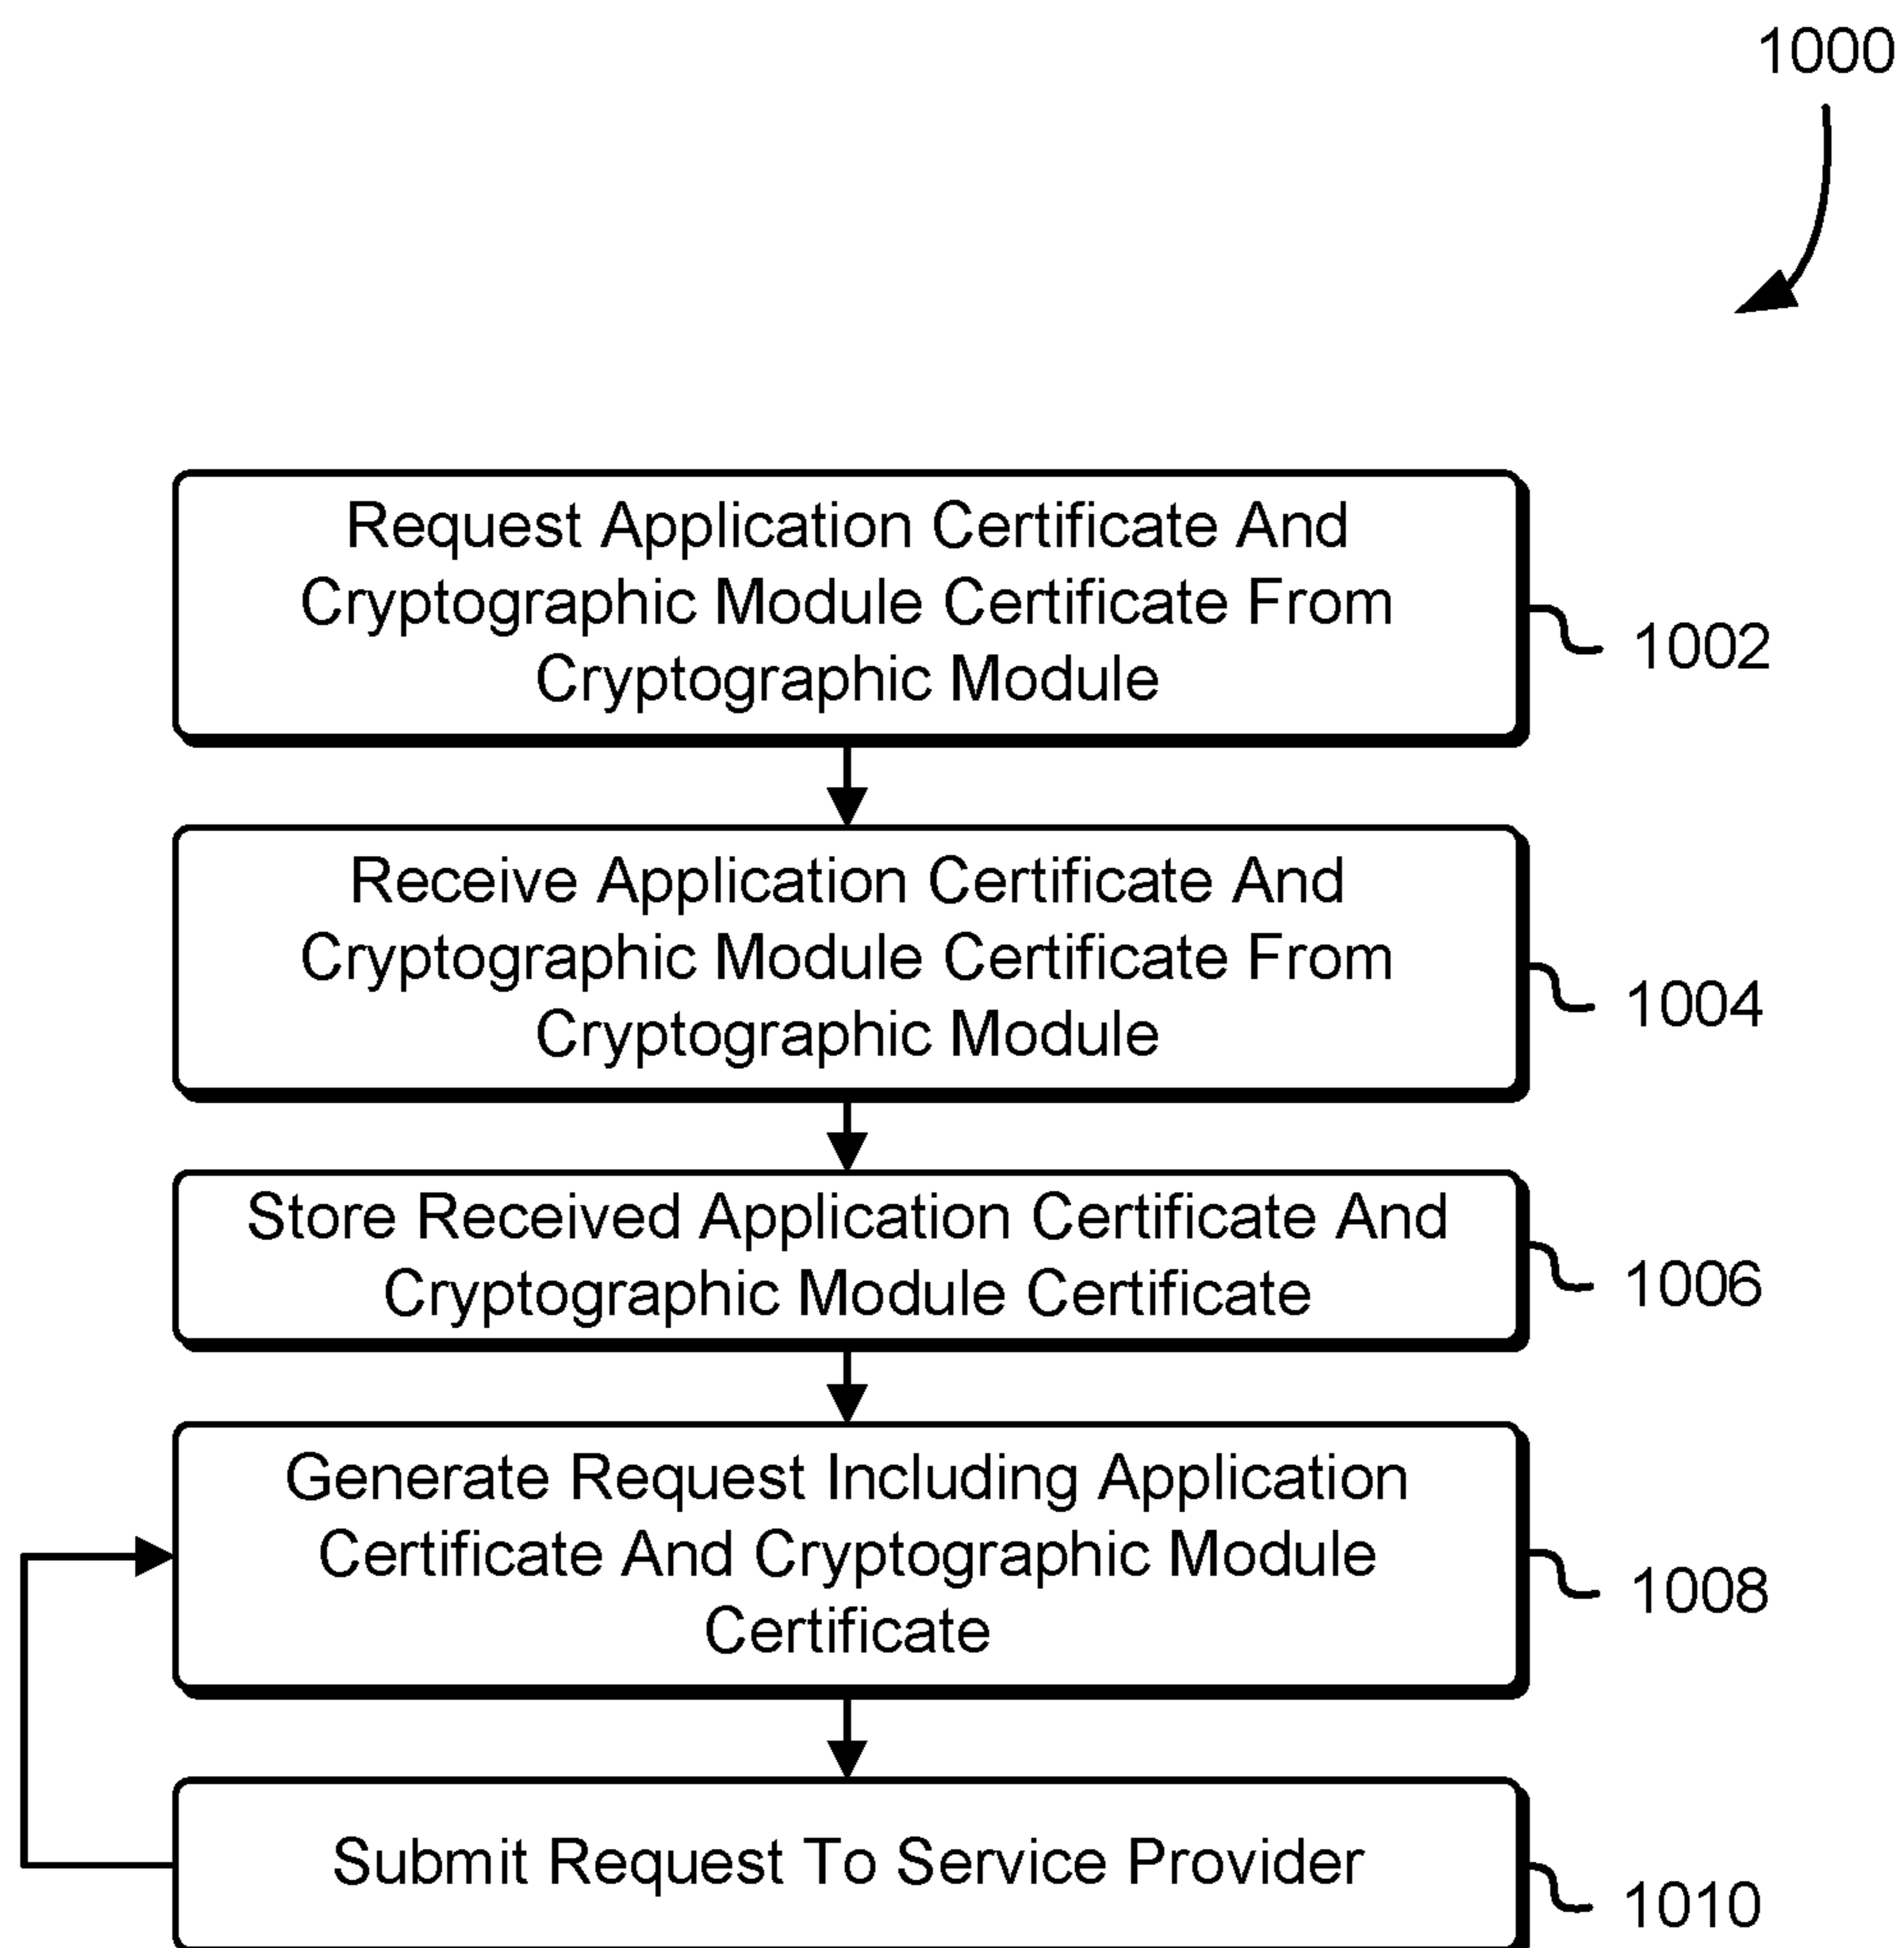 1000
Request Application Certificate And
Cryptographic Module Certificate From
Cryptographic Module
1002
Receive Application Certificate And
Cryptographic Module Certificate From
Cryptographic Module
1004
Store Received Application Certificate And
Cryptographic Module Certificate
1006
Generate Request Including Application
Certificate And Cryptographic Module
Certificate
1008
Submit Request To Service Provider
1010